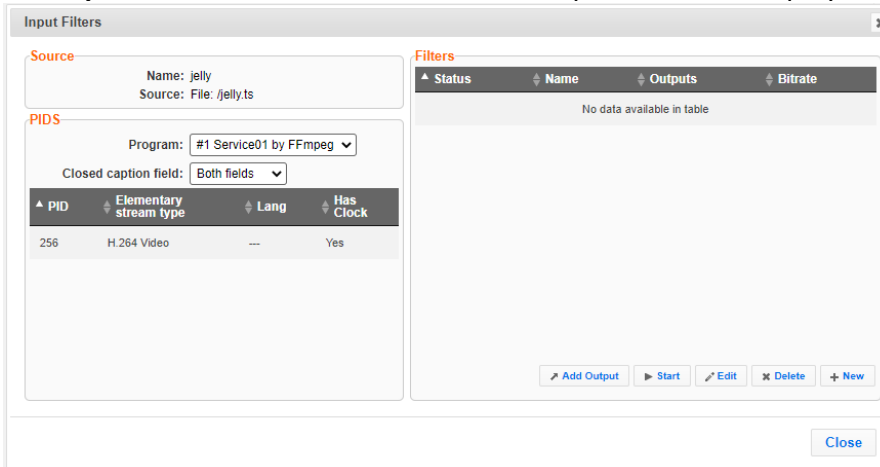 Input Filters
Source
Name: jelly
Source: File: /jelly.ts
PIDS
Program: #1 Service01 by FFmpeg
Closed caption field: Both fields
PID Elementary stream type Lang Has Clock
256 H.264 Video --- Yes
Filters
Status Name Outputs Bitrate
No data available in table
Add Output Start Edit Delete New
Close